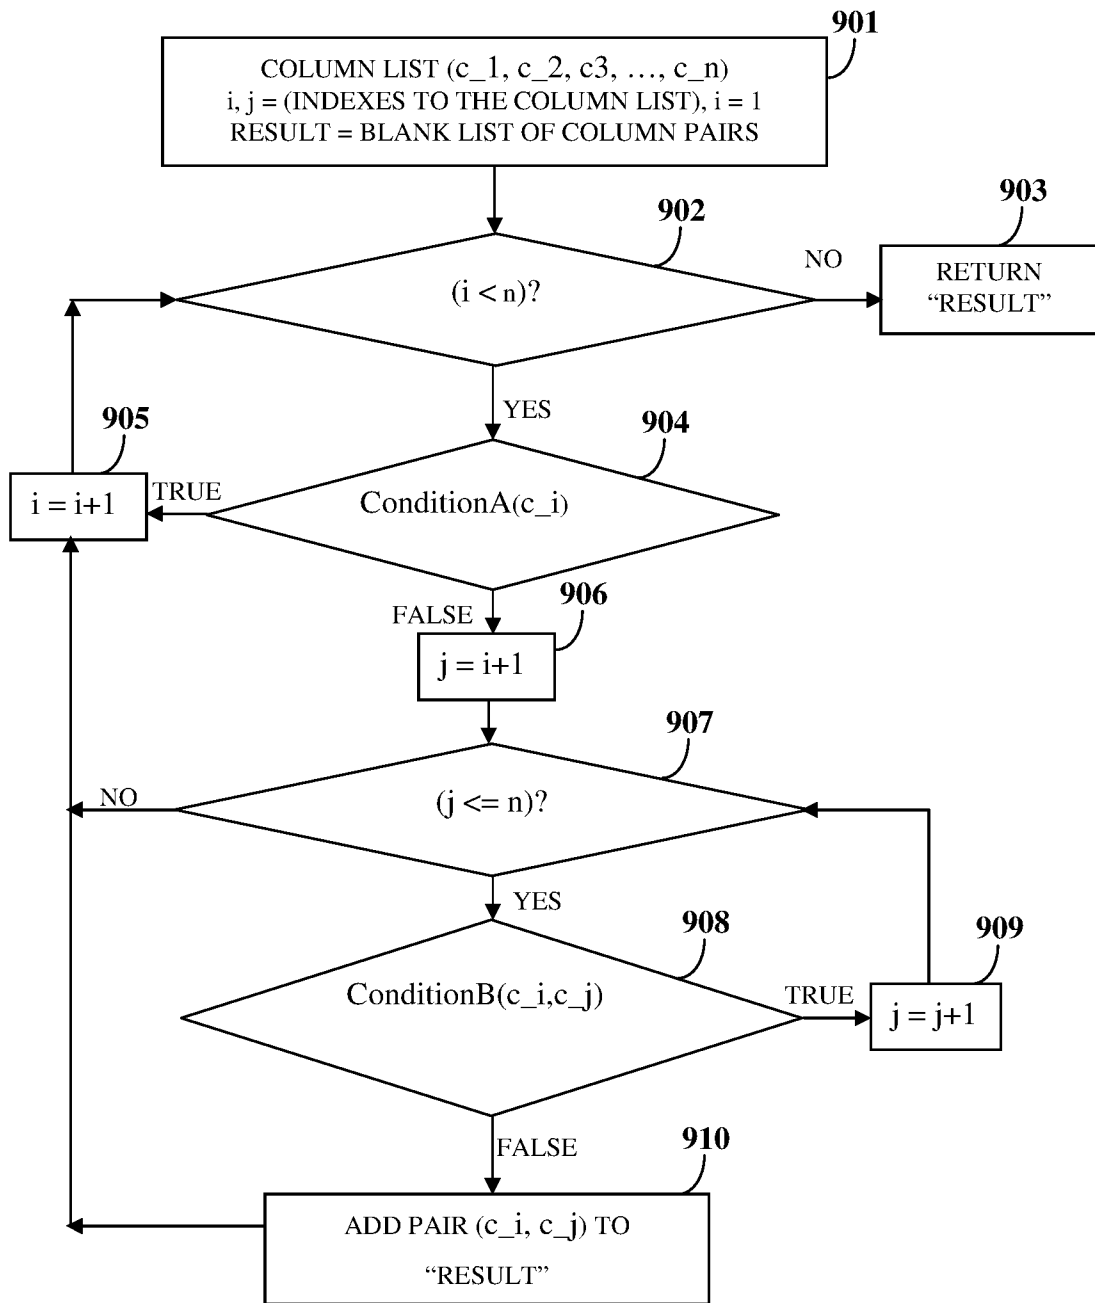 901
COLUMN LIST (c_1, c_2, c3, …, c_n)
i, j = (INDEXES TO THE COLUMN LIST), i = 1
RESULT = BLANK LIST OF COLUMN PAIRS
902
(i < n)?
NO
903
RETURN
“RESULT”
YES
904
ConditionA(c_i)
TRUE
905
i = i+1
FALSE
906
j = i+1
907
(j <= n)?
NO
YES
908
ConditionB(c_i,c_j)
TRUE
909
j = j+1
FALSE
910
ADD PAIR (c_i, c_j) TO
“RESULT”